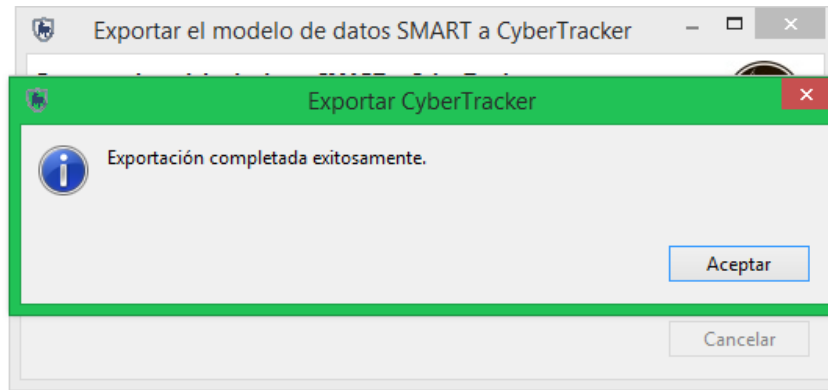 Exportar el modelo de datos SMART a CyberTracker
Exportar CyberTracker
Exportación completada exitosamente.
Aceptar
Cancelar